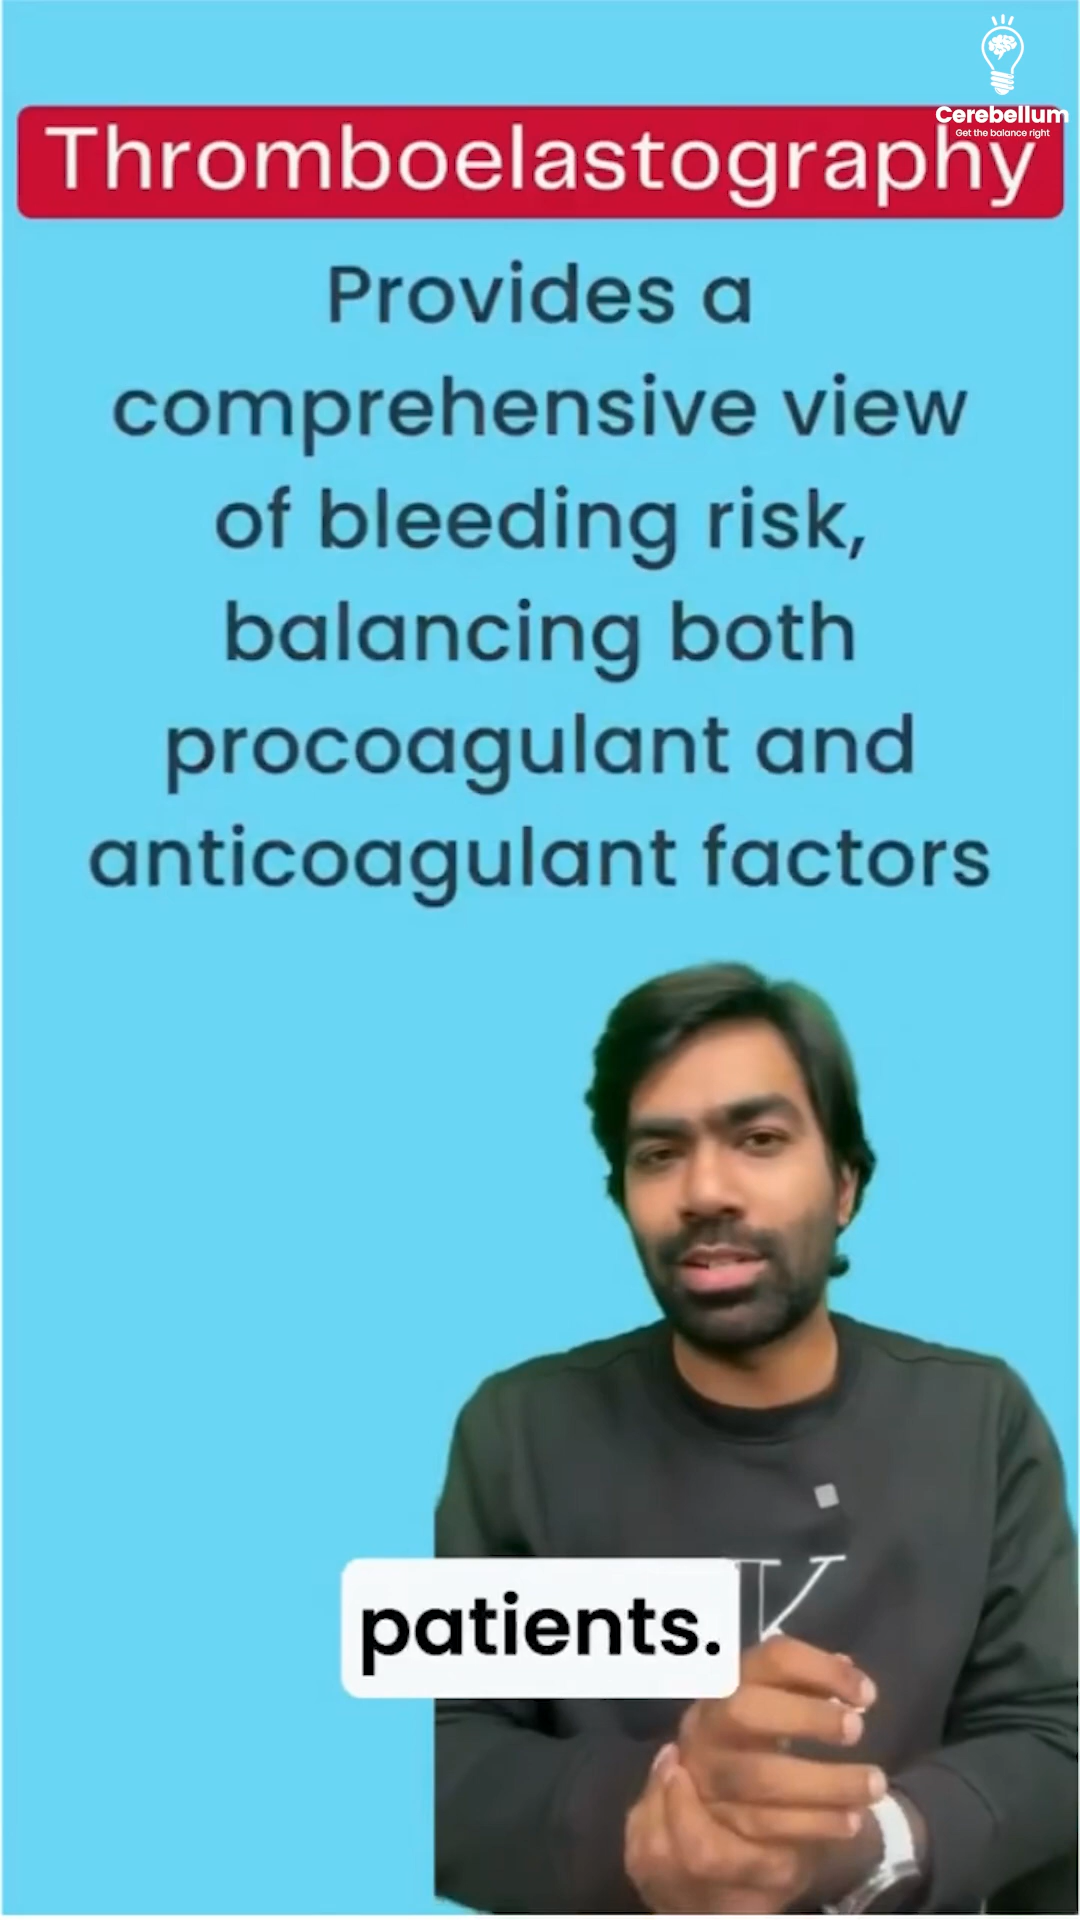 Cerebellum
Get the balance right
Thromboelastography
Provides a
comprehensive view
of bleeding risk,
balancing both
procoagulant and
anticoagulant factors
K
patients.